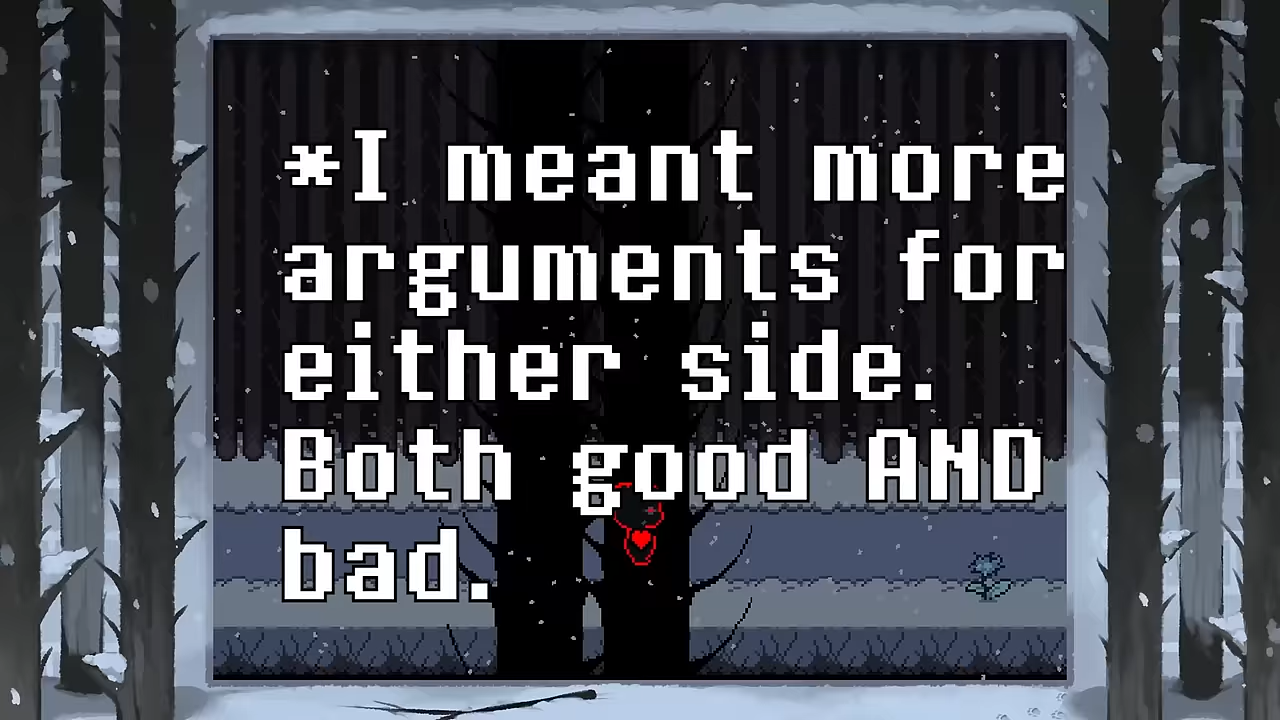 *I meant more
arguments for
either side.
Both good AND
bad.